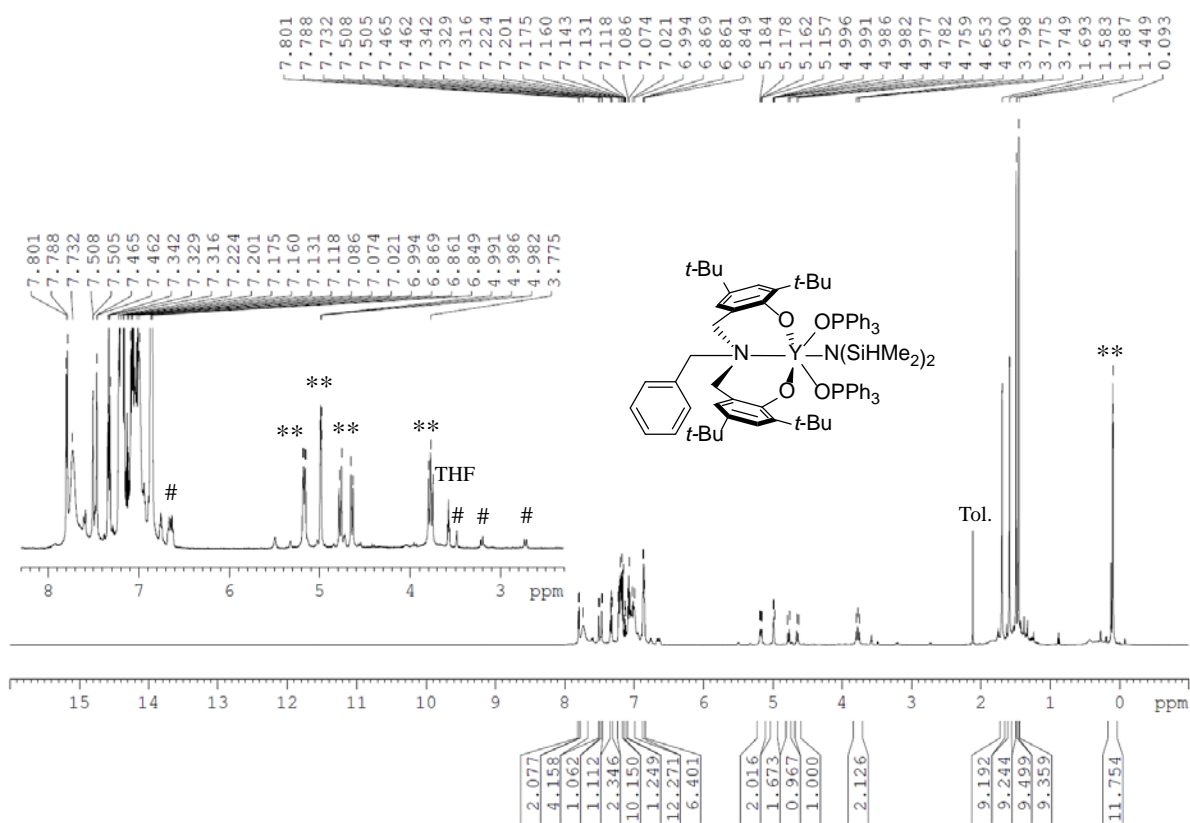 7.801 7.788 7.732 7.508 7.505 7.465 7.462 7.342 7.329 7.316 7.224 7.201 7.175 7.160 7.143 7.131 7.118 7.086 7.074 7.021 6.994 6.869 6.861 6.849 5.184 5.178 5.162 5.157 4.996 4.991 4.986 4.982 4.977 4.782 4.759 4.653 4.630 3.798 3.775 3.749 1.693 1.583 1.487 1.449 0.093
7.801 7.788 7.732 7.508 7.505 7.465 7.462 7.342 7.329 7.316 7.224 7.201 7.175 7.160 7.131 7.118 7.086 7.074 7.021 6.994 6.869 6.861 6.849 4.991 4.986 4.982 3.775
t-Bu
t-Bu
O
OPPh3
N
Y
N(SiHMe2)2
O
OPPh3
t-Bu
t-Bu
**
**
**
**
**
THF
#
#
#
#
Tol.
8 7 6 5 4 3 ppm
15 14 13 12 11 10 9 8 7 6 5 4 3 2 1 0 ppm
2.077 4.158 1.062 1.112 2.346 10.150 1.249 12.271 6.401 2.016 1.673 0.967 1.000 2.126 9.192 9.244 9.499 9.359 11.754